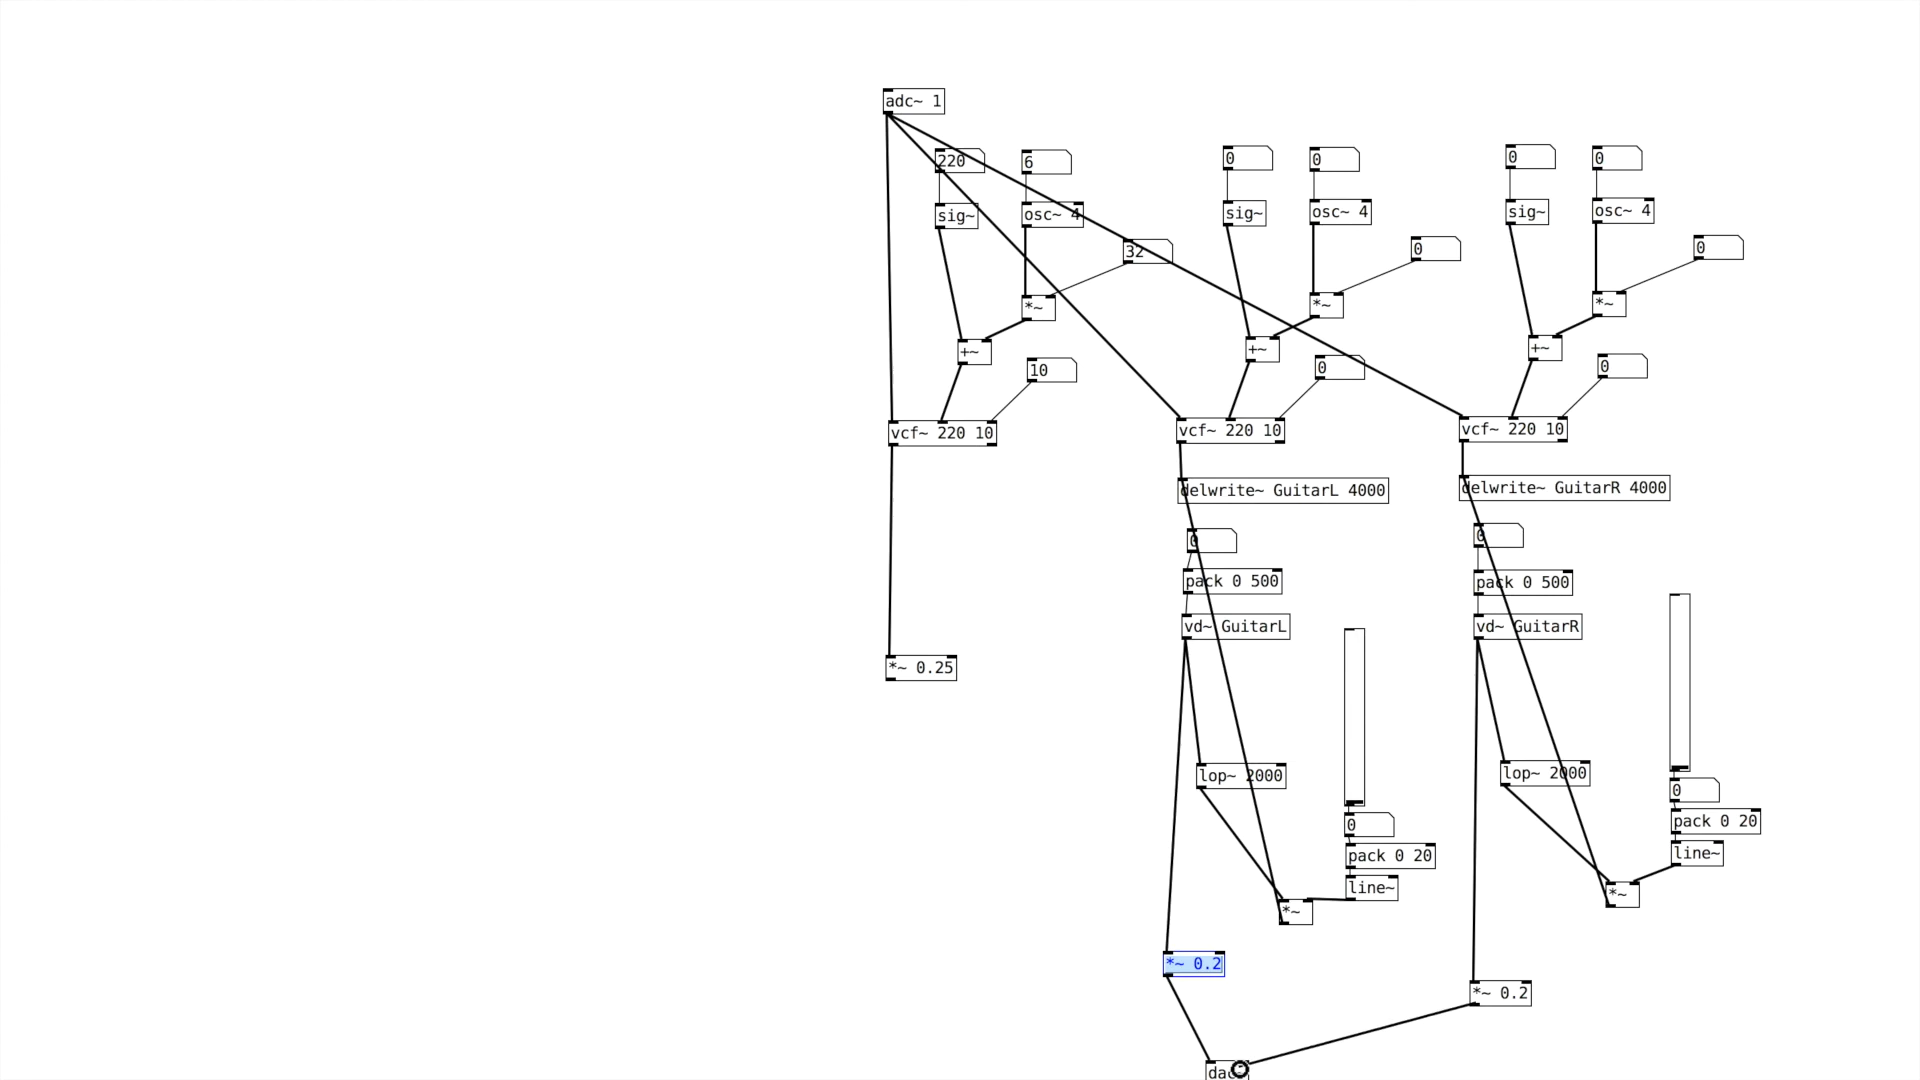 adc~ 1
220
6
0
0
0
0
sig~
osc~ 4
sig~
osc~ 4
sig~
osc~ 4
32
0
0
*~
*~
*~
+~
+~
+~
10
0
0
vcf~ 220 10
vcf~ 220 10
vcf~ 220 10
delwrite~ GuitarL 4000
delwrite~ GuitarR 4000
0
0
pack 0 500
pack 0 500
vd~ GuitarL
vd~ GuitarR
*~ 0.25
lop~ 2000
lop~ 2000
0
0
pack 0 20
pack 0 20
line~
line~
*~
*~
*~ 0.2
*~ 0.2